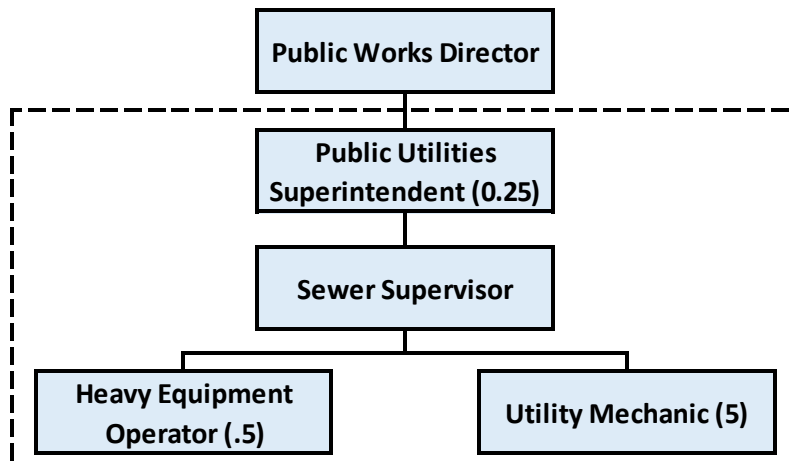 Public Works Director
Public Utilities
Superintendent (0.25)
Sewer Supervisor
Heavy Equipment
Operator (.5)
Utility Mechanic (5)